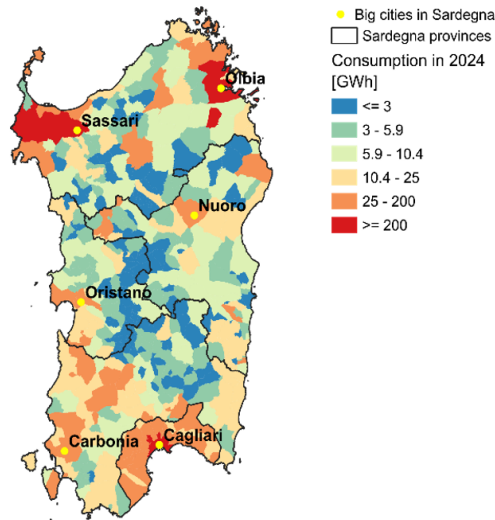 Big cities in Sardegna
Sardegna provinces
Consumption in 2024
[GWh]
<= 3
3 - 5.9
5.9 - 10.4
10.4 - 25
25 - 200
>= 200
Olbia
Sassari
Nuoro
Oristano
Carbonia
Cagliari